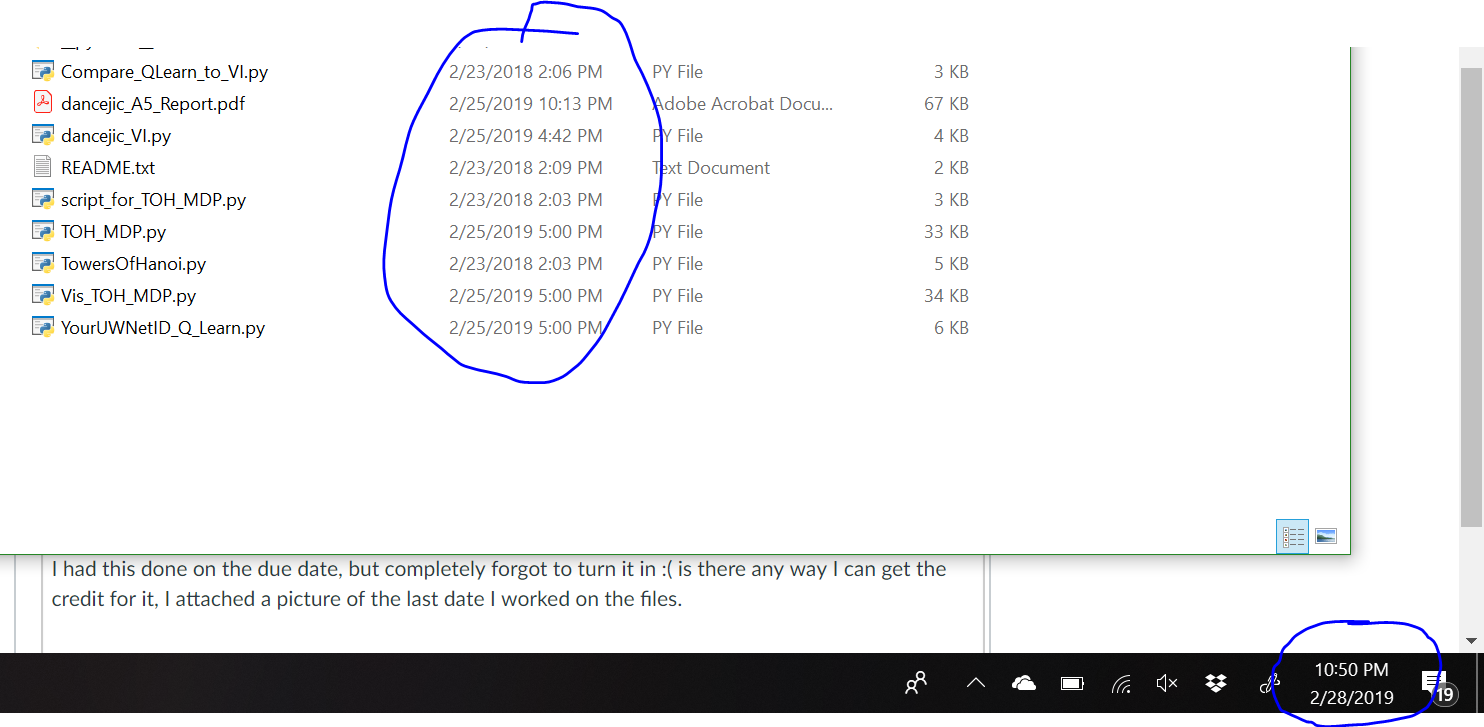 Compare_QLearn_to_VI.py 2/23/2018 2:06 PM PY File 3 KB
dancejic_A5_Report.pdf 2/25/2019 10:13 PM Adobe Acrobat Docu... 67 KB
dancejic_VI.py 2/25/2019 4:42 PM PY File 4 KB
README.txt 2/23/2018 2:09 PM Text Document 2 KB
script_for_TOH_MDP.py 2/23/2018 2:03 PM PY File 3 KB
TOH_MDP.py 2/25/2019 5:00 PM PY File 33 KB
TowersOfHanoi.py 2/23/2018 2:03 PM PY File 5 KB
Vis_TOH_MDP.py 2/25/2019 5:00 PM PY File 34 KB
YourUWNetID_Q_Learn.py 2/25/2019 5:00 PM PY File 6 KB
I had this done on the due date, but completely forgot to turn it in :( is there any way I can get the
credit for it, I attached a picture of the last date I worked on the files.
10:50 PM
2/28/2019
19